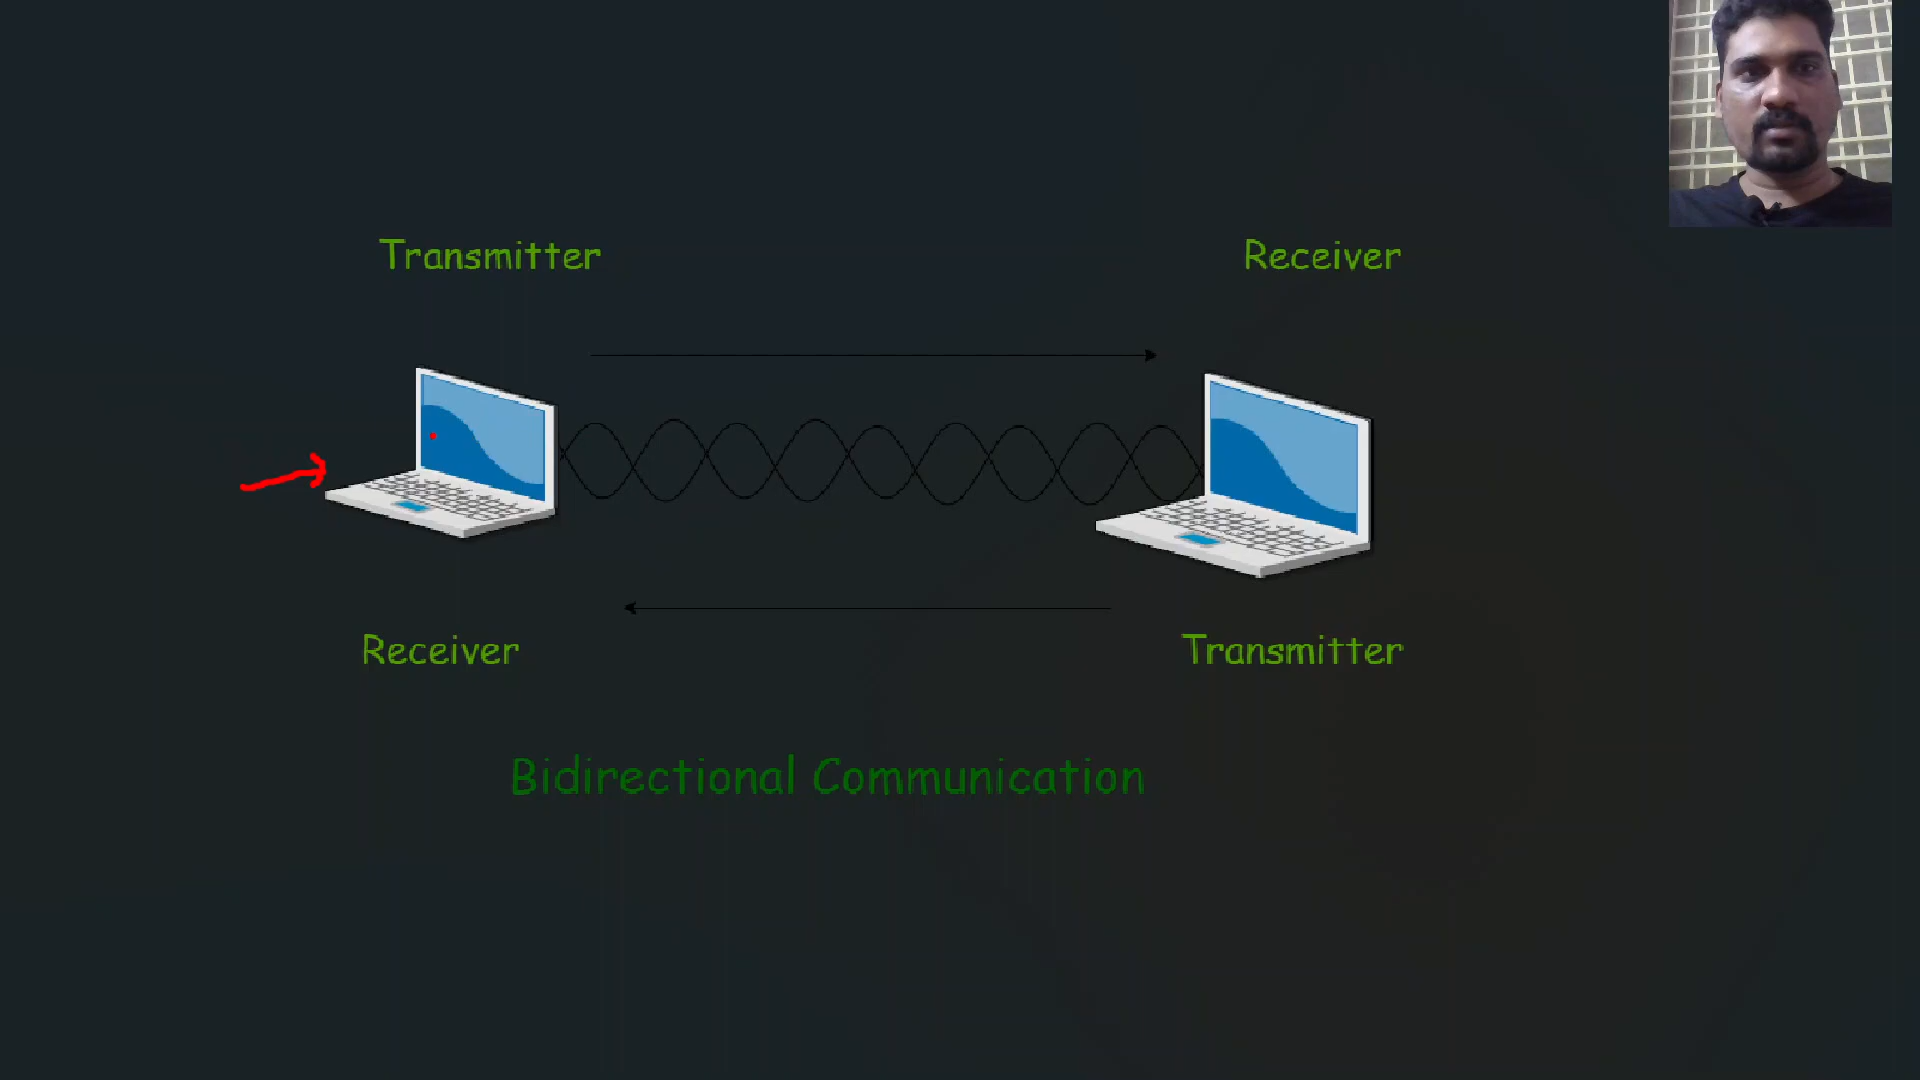 Transmitter
Receiver
Receiver
Transmitter
Bidirectional Communication